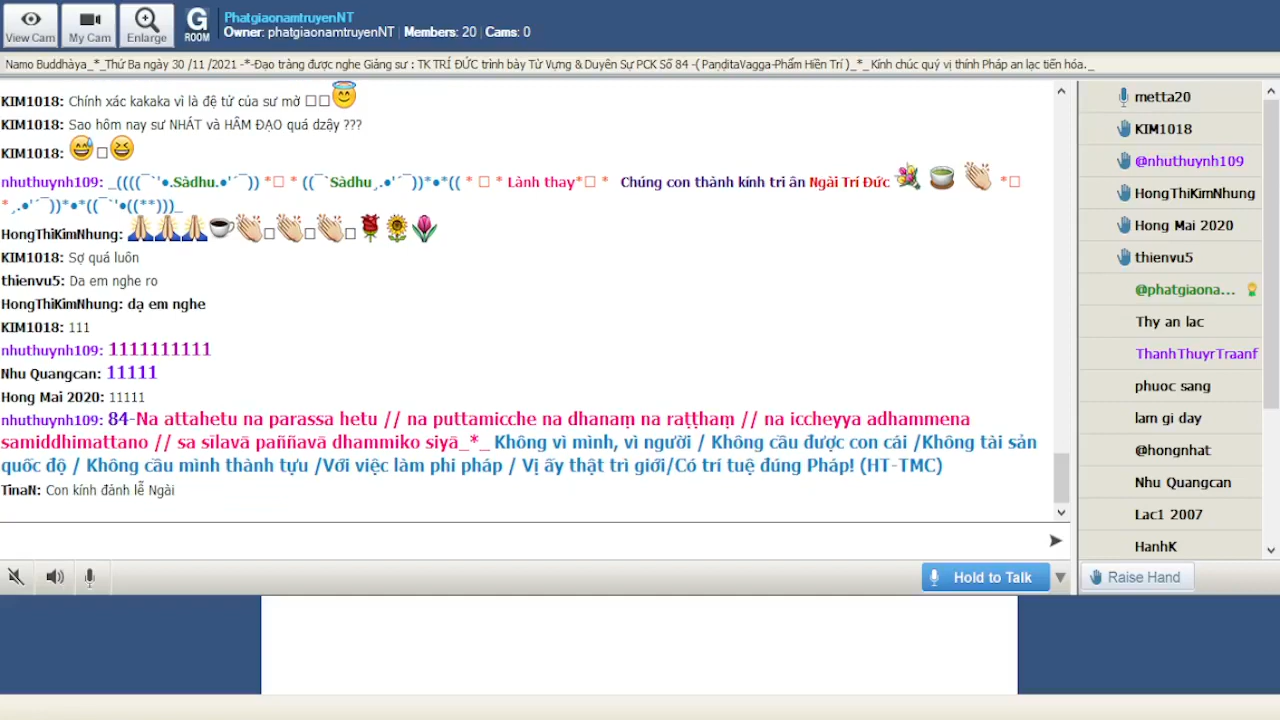 View Cam
My Cam
Enlarge
G
ROOM
PhatgiaonamtruyenNT
Owner: phatgiaonamtruyenNT | Members: 20 | Cams: 0
Namo Buddhàya_*_Thứ Ba ngày 30 /11 /2021 -*-Đạo tràng được nghe Giảng sư : TK TRÍ ĐỨC trình bày Từ Vựng & Duyên Sự PCK Số 84 -( PaṇḍitaVagga-Phẩm Hiền Trí )_*_ Kính chúc quý vị thính Pháp an lạc tiến hóa._
KIM1018: Chính xác kakaka vì là đệ tử của sư mở
KIM1018: Sao hôm nay sư NHÁT và HÂM ĐẠO quá dzậy ???
KIM1018:
nhuthuynh109: _((((¯`'•.Sàdhu.•'´¯)) * * ((¯`Sàdhu¸.•'´¯))*•*(( * * Lành thay* * Chúng con thành kính tri ân Ngài Trí Đức *
*¸.•'´¯))*•*((¯`'•((**)))_
HongThiKimNhung:
KIM1018: Sợ quá luôn
thienvu5: Da em nghe ro
HongThiKimNhung: dạ em nghe
KIM1018: 111
nhuthuynh109: 1111111111
Nhu Quangcan: 11111
Hong Mai 2020: 11111
nhuthuynh109: 84-Na attahetu na parassa hetu // na puttamicche na dhanaṃ na raṭṭhaṃ // na iccheyya adhammena
samiddhimattano // sa sīlavā paññavā dhammiko siyā_*_ Không vì mình, vì người / Không cầu được con cái /Không tài sản
quốc độ / Không cầu mình thành tựu /Với việc làm phi pháp / Vị ấy thật trì giới/Có trí tuệ đúng Pháp! (HT-TMC)
TinaN: Con kính đảnh lễ Ngài
Hold to Talk
metta20
KIM1018
@nhuthuynh109
HongThiKimNhung
Hong Mai 2020
thienvu5
@phatgiaona...
Thy an lac
ThanhThuyrTraanf
phuoc sang
lam gi day
@hongnhat
Nhu Quangcan
Lac1 2007
HanhK
Raise Hand